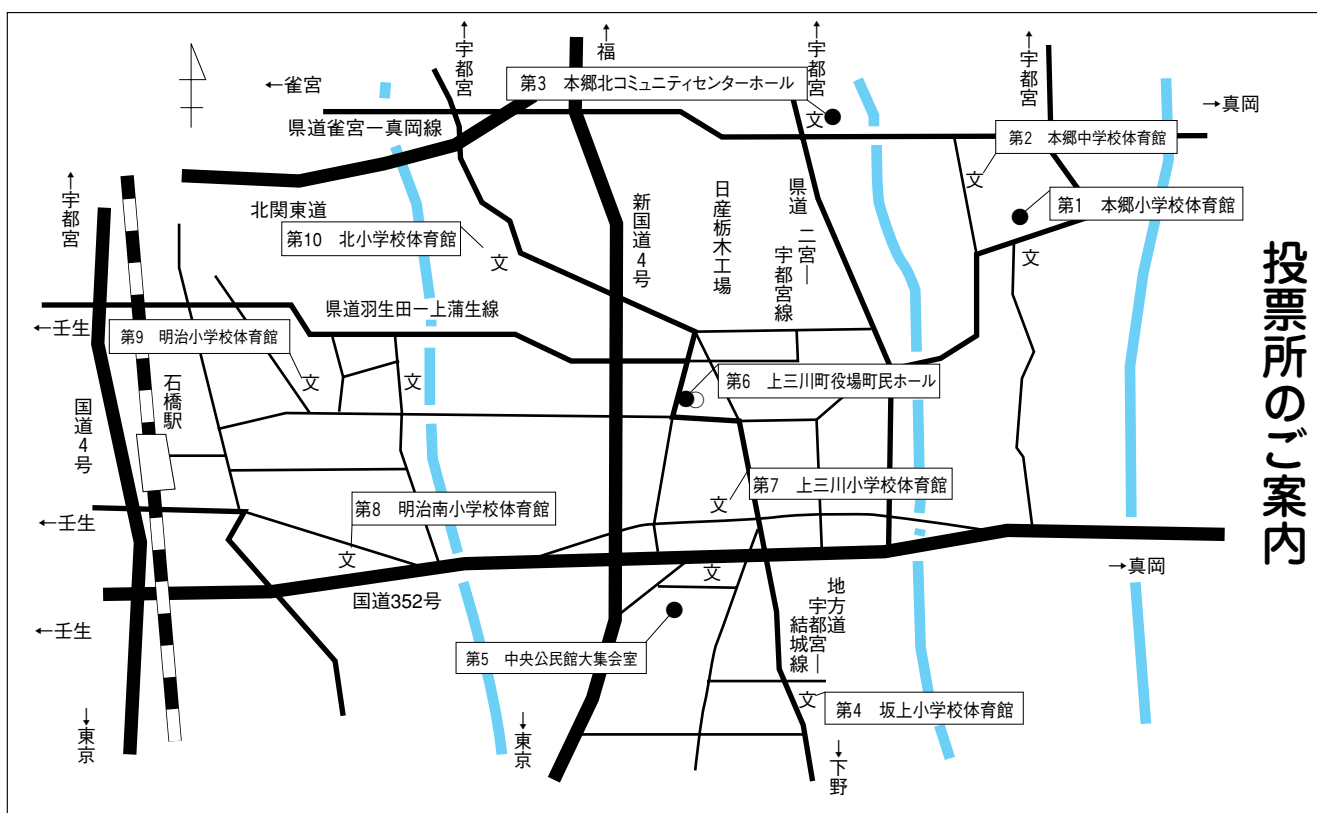 投票所のご案内
↑宇都宮
↑福
↑宇都宮
↑宇都宮
←雀宮
第3 本郷北コミュニティセンターホール
文
→真岡
県道雀宮ー真岡線
第2 本郷中学校体育館
文
↑宇都宮
北関東道
第1 本郷小学校体育館
文
第10 北小学校体育館
文
新国道4号
日産栃木工場
県道 二宮―宇都宮線
県道羽生田ー上蒲生線
←壬生
第9 明治小学校体育館
文
文
石橋駅
国道4号
第6 上三川町役場町民ホール
第7 上三川小学校体育館
文
第8 明治南小学校体育館
文
←壬生
→真岡
国道352号
文
地方道
宇都宮―結城線
←壬生
第5 中央公民館大集会室
文
第4 坂上小学校体育館
↓東京
↓東京
↓下野